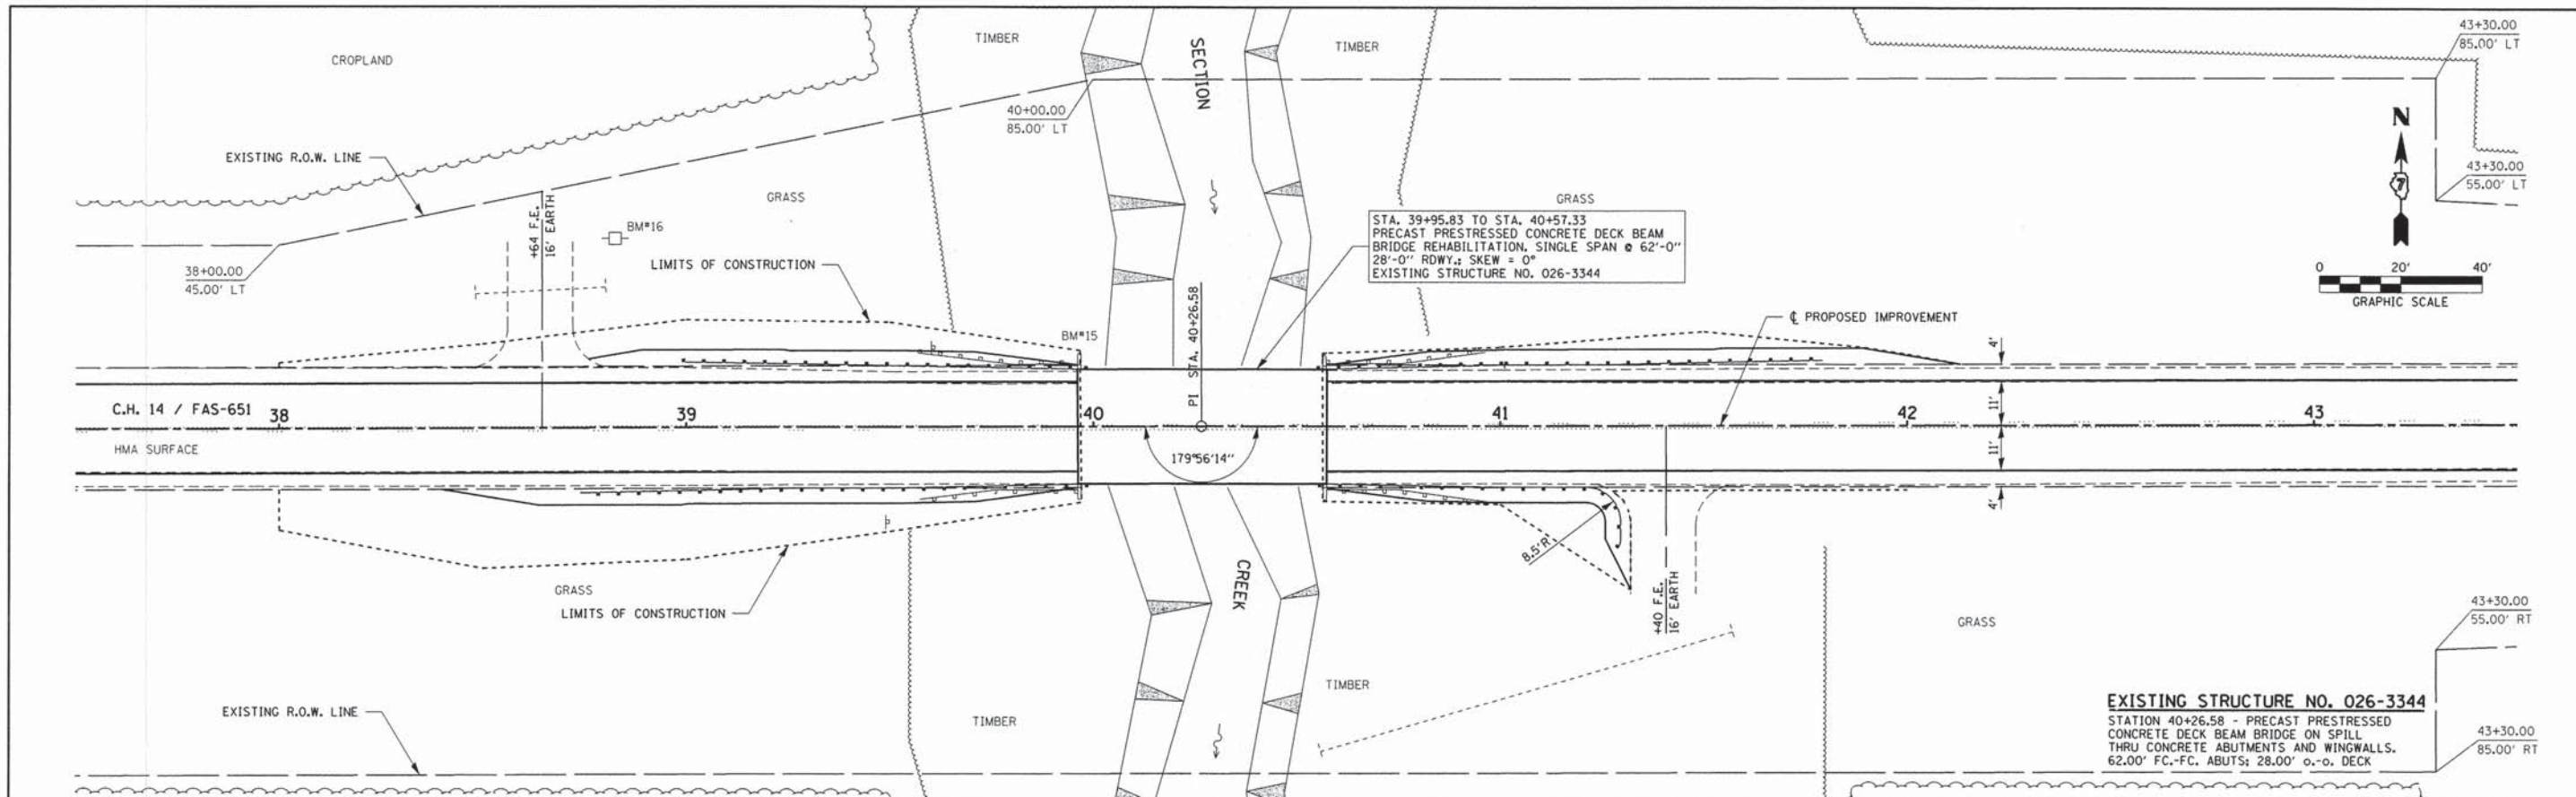 CROPLAND
TIMBER
SECTION
TIMBER
43+30.00
85.00' LT
40+00.00
85.00' LT
N
EXISTING R.O.W. LINE
43+30.00
55.00' LT
7
+64 F.E.
16' EARTH
GRASS
GRASS
BM#16
STA. 39+95.83 TO STA. 40+57.33
PRECAST PRESTRESSED CONCRETE DECK BEAM
BRIDGE REHABILITATION. SINGLE SPAN @ 62'-0"
28'-0" RDWY.; SKEW = 0°
EXISTING STRUCTURE NO. 026-3344
38+00.00
45.00' LT
LIMITS OF CONSTRUCTION
0 20' 40'
GRAPHIC SCALE
PI STA. 40+26.58
BM#15
℄ PROPOSED IMPROVEMENT
4'
C.H. 14 / FAS-651
38 39 40 41 42 43
11'
HMA SURFACE
179°56'14"
11'
4'
8.5'R
CREEK
+40 F.E.
16' EARTH
GRASS
LIMITS OF CONSTRUCTION
GRASS
43+30.00
55.00' RT
TIMBER
EXISTING R.O.W. LINE
TIMBER
EXISTING STRUCTURE NO. 026-3344
STATION 40+26.58 - PRECAST PRESTRESSED
CONCRETE DECK BEAM BRIDGE ON SPILL
THRU CONCRETE ABUTMENTS AND WINGWALLS.
62.00' FC.-FC. ABUTS; 28.00' o.-o. DECK
43+30.00
85.00' RT